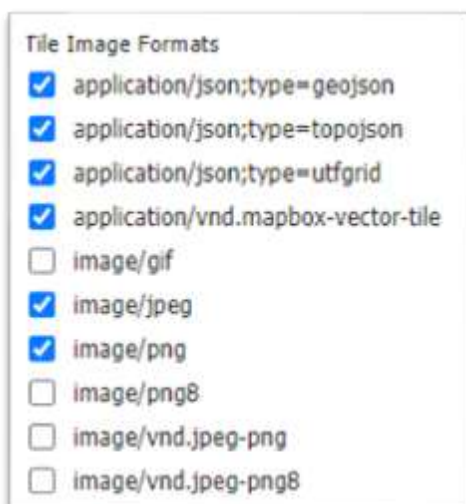 Tile Image Formats
application/json;type=geojson
application/json;type=topojson
application/json;type=utfgrid
application/vnd.mapbox-vector-tile
image/gif
image/jpeg
image/png
image/png8
image/vnd.jpeg-png
image/vnd.jpeg-png8